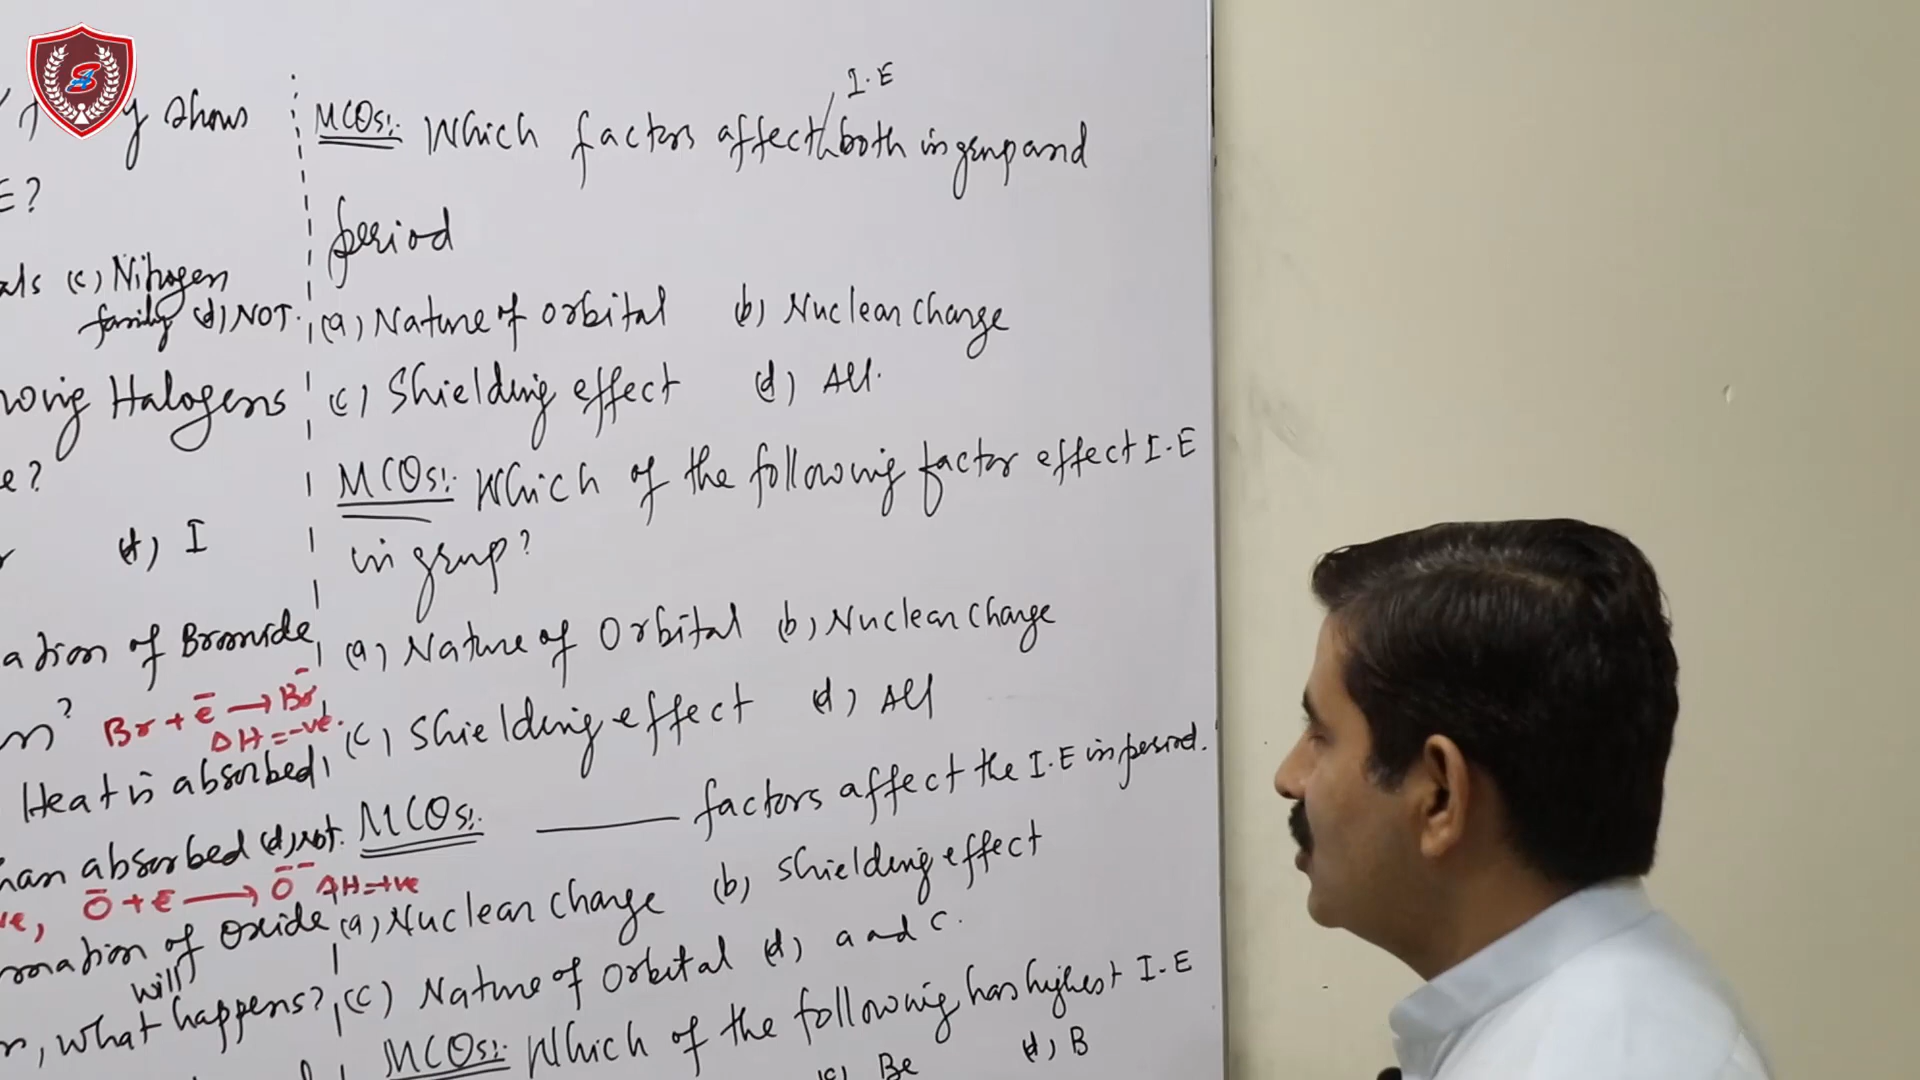 y shows
E?
als (c) Nitrogen
family (d) NOT.
owing Halogens
e?
(d) I
ation of Bromide
n? Br + e̅ → Br⁻
ΔH = -ve.
Heat is absorbed
han absorbed (d) Not.
ve, O̅ + e̅ → O̅⁻ ΔH=+ve
rmation of Oxide
will
n, what happens?
I.E
MCQs:. Which factors affect both in group and
period
(a) Nature of orbital (b) Nuclear charge
(c) Shielding effect (d) All.
MCQs:. Which of the following factor effect I.E
in group?
(a) Nature of Orbital (b) Nuclear Charge
(c) Shielding effect (d) All
MCQs:. ______ factors affect the I.E in period.
(a) Nuclear charge (b) Shielding effect
(c) Nature of Orbital (d) a and c.
MCQs:. Which of the following has highest I-E
(c) Be (d) B